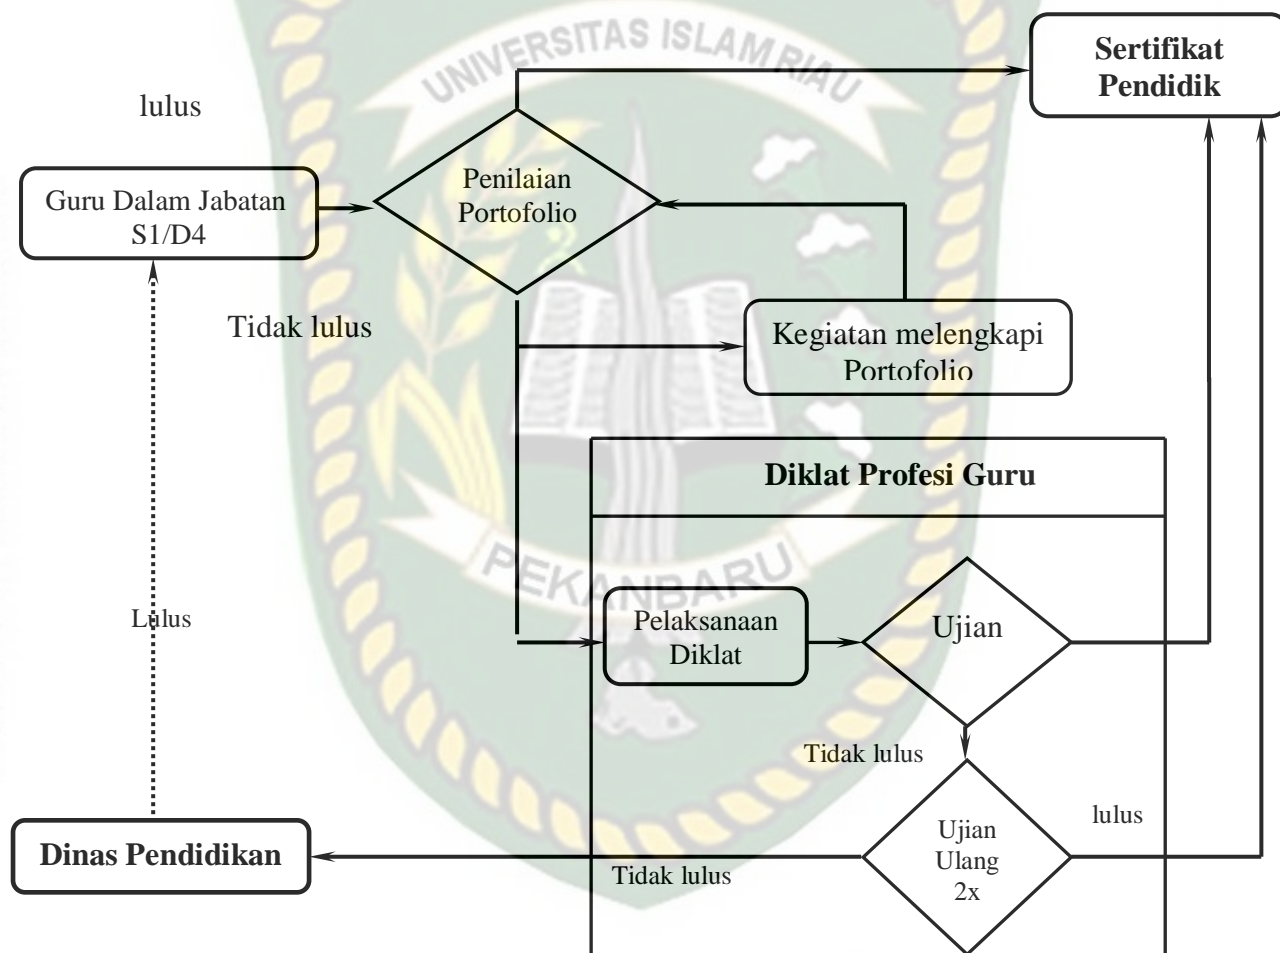 UNIVERSITAS ISLAM RIAU
Sertifikat
Pendidik
lulus
Penilaian
Portofolio
Guru Dalam Jabatan
S1/D4
Tidak lulus
Kegiatan melengkapi
Portofolio
Diklat Profesi Guru
PEKANBARU
Lulus
Pelaksanaan
Diklat
Ujian
Tidak lulus
Ujian
Ulang
2x
lulus
Dinas Pendidikan
Tidak lulus